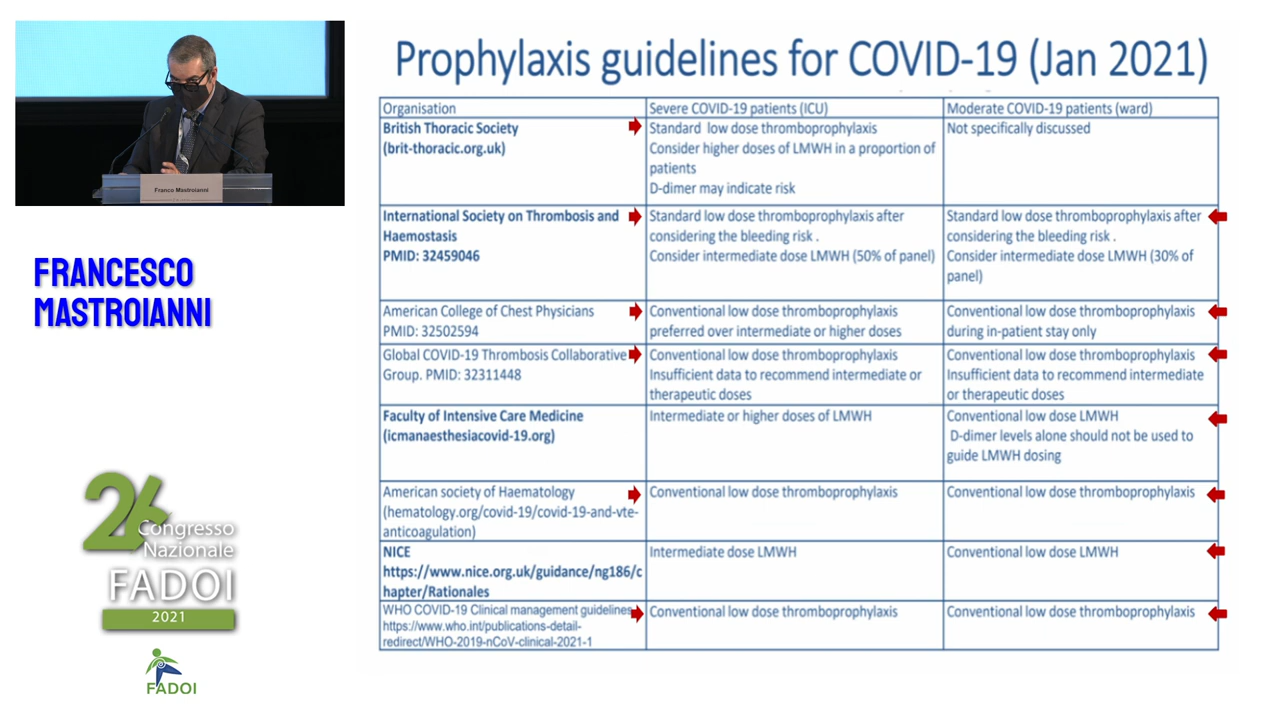 Prophylaxis guidelines for COVID-19 (Jan 2021)
Franco Mastroianni
FRANCESCO
MASTROIANNI
26
Congresso
Nazionale
FADOI
2021
FADOI
Organisation
Severe COVID-19 patients (ICU)
Moderate COVID-19 patients (ward)
British Thoracic Society
(brit-thoracic.org.uk)
Standard low dose thromboprophylaxis
Consider higher doses of LMWH in a proportion of
patients
D-dimer may indicate risk
Not specifically discussed
International Society on Thrombosis and
Haemostasis
PMID: 32459046
Standard low dose thromboprophylaxis after
considering the bleeding risk .
Consider intermediate dose LMWH (50% of panel)
Standard low dose thromboprophylaxis after
considering the bleeding risk .
Consider intermediate dose LMWH (30% of
panel)
American College of Chest Physicians
PMID: 32502594
Conventional low dose thromboprophylaxis
preferred over intermediate or higher doses
Conventional low dose thromboprophylaxis
during in-patient stay only
Global COVID-19 Thrombosis Collaborative
Group. PMID: 32311448
Conventional low dose thromboprophylaxis
Insufficient data to recommend intermediate or
therapeutic doses
Conventional low dose thromboprophylaxis
Insufficient data to recommend intermediate
or therapeutic doses
Faculty of Intensive Care Medicine
(icmanaesthesiacovid-19.org)
Intermediate or higher doses of LMWH
Conventional low dose LMWH
D-dimer levels alone should not be used to
guide LMWH dosing
American society of Haematology
(hematology.org/covid-19/covid-19-and-vte-
anticoagulation)
Conventional low dose thromboprophylaxis
Conventional low dose thromboprophylaxis
NICE
https://www.nice.org.uk/guidance/ng186/c
hapter/Rationales
Intermediate dose LMWH
Conventional low dose LMWH
WHO COVID-19 Clinical management guidelines
https://www.who.int/publications-detail-
redirect/WHO-2019-nCoV-clinical-2021-1
Conventional low dose thromboprophylaxis
Conventional low dose thromboprophylaxis